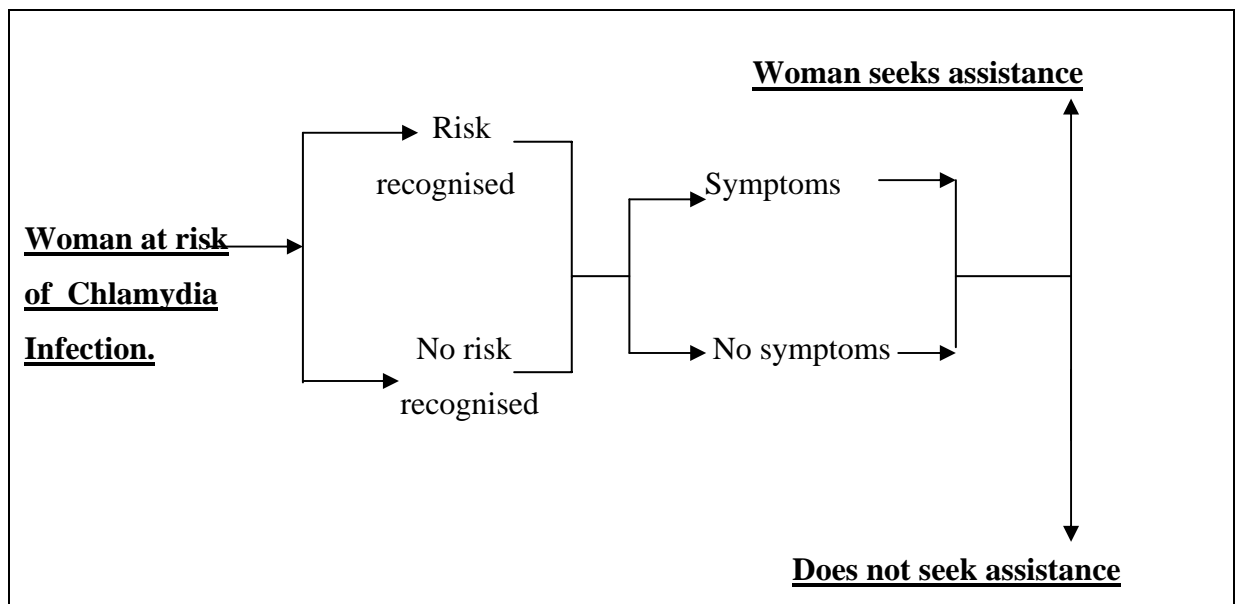 Woman seeks assistance
Risk
recognised
Symptoms
Woman at risk
of Chlamydia
Infection.
No risk
recognised
No symptoms
Does not seek assistance